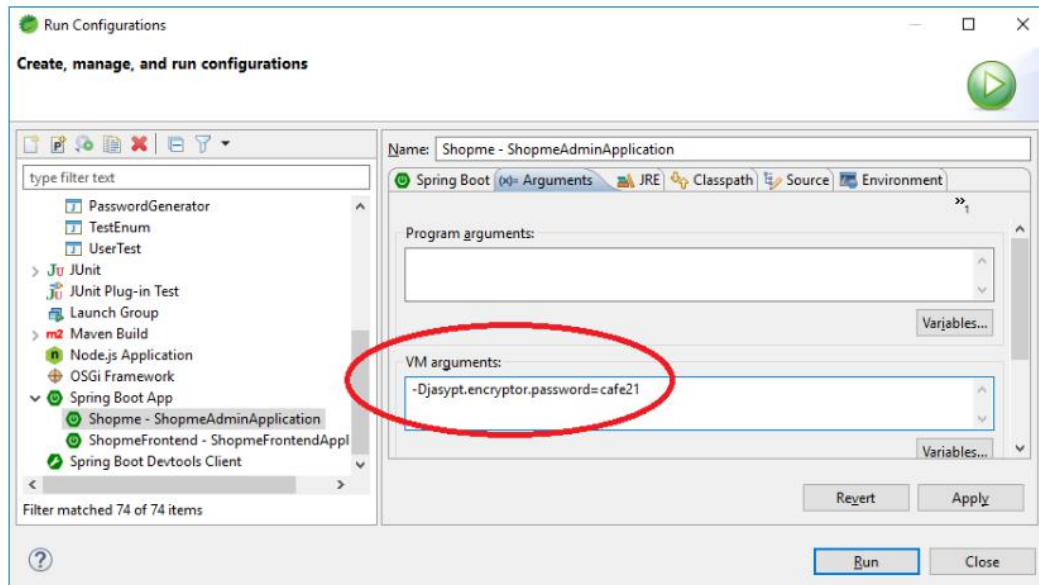 Run Configurations
Create, manage, and run configurations
type filter text
PasswordGenerator
TestEnum
UserTest
JUnit
JUnit Plug-in Test
Launch Group
Maven Build
Node.js Application
OSGi Framework
Spring Boot App
Shopme - ShopmeAdminApplication
ShopmeFrontend - ShopmeFrontendAppl
Spring Boot Devtools Client
Filter matched 74 of 74 items
Name: Shopme - ShopmeAdminApplication
Spring Boot (x)= Arguments JRE Classpath Source Environment
»1
Program arguments:
Variables...
VM arguments:
-Djasypt.encryptor.password=cafe21
Variables...
Revert Apply
Run Close